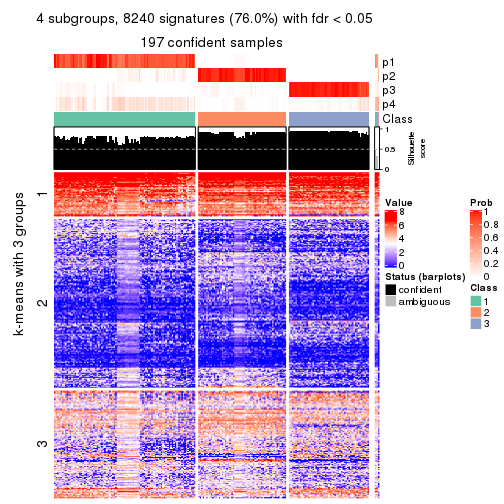 4 subgroups, 8240 signatures (76.0%) with fdr < 0.05
197 confident samples
p1
p2
p3
p4
Class
1
0.5
0
Silhouette
score
k-means with 3 groups
1
2
3
Value
8
6
4
2
0
Status (barplots)
confident
ambiguous
Prob
1
0.8
0.6
0.4
0.2
0
Class
1
2
3